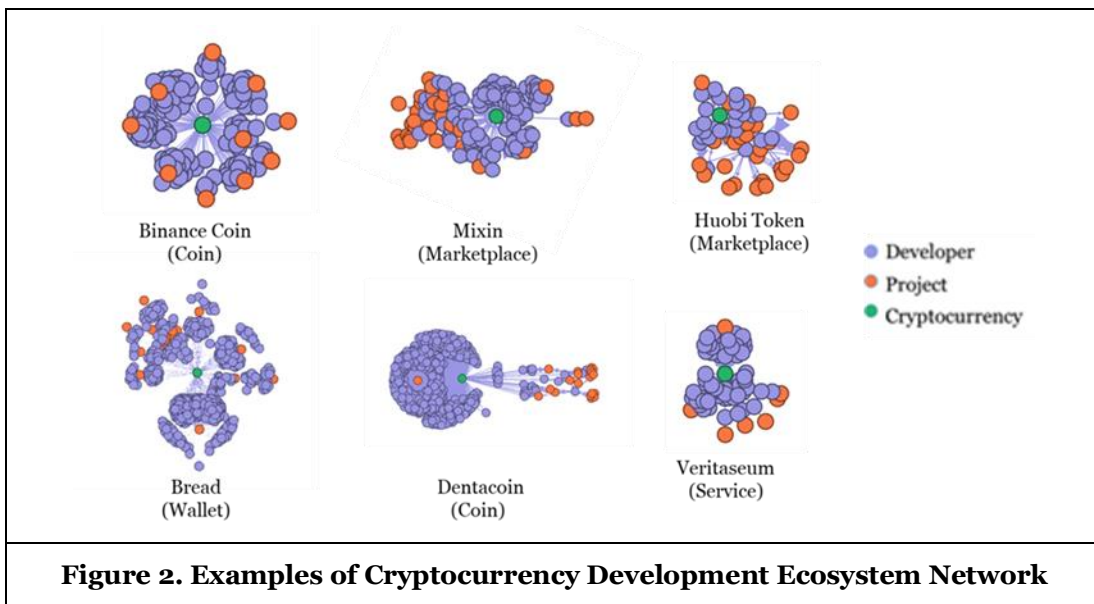 Binance Coin
(Coin)
Mixin
(Marketplace)
Huobi Token
(Marketplace)
Developer
Project
Cryptocurrency
Bread
(Wallet)
Dentacoin
(Coin)
Veritaseum
(Service)
Figure 2. Examples of Cryptocurrency Development Ecosystem Network